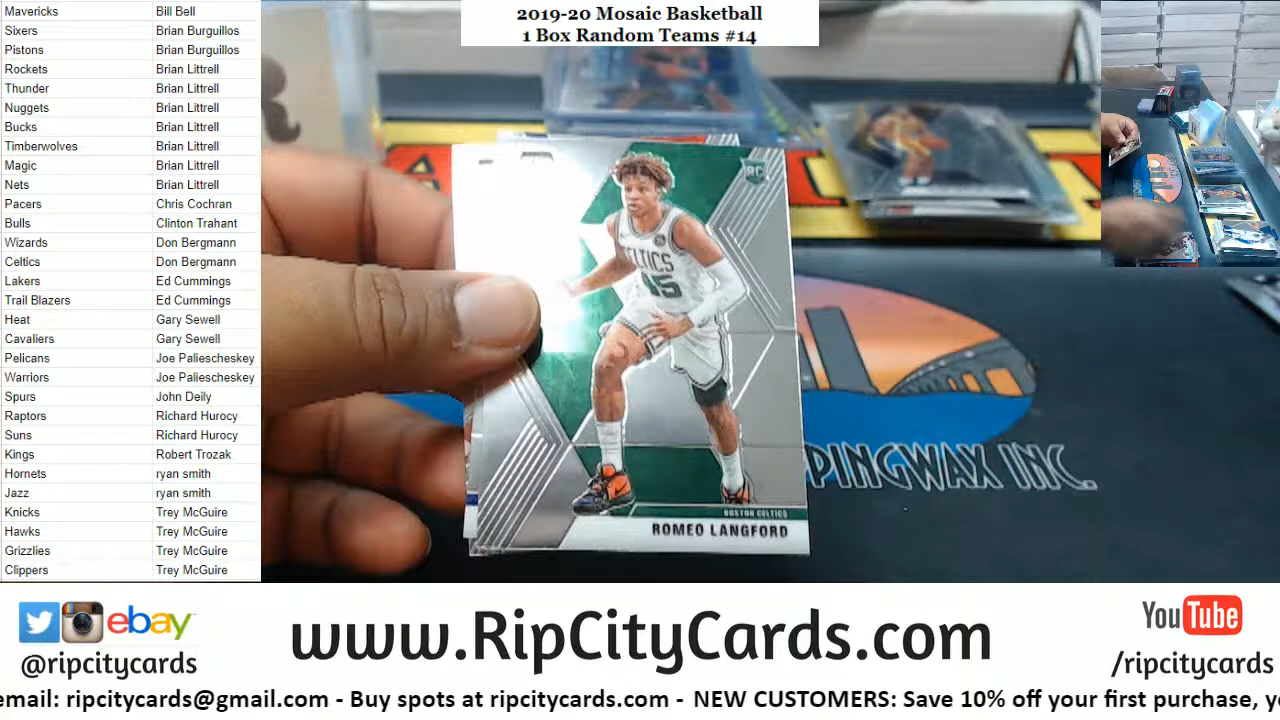 Mavericks Bill Bell
Sixers Brian Burguillos
Pistons Brian Burguillos
Rockets Brian Littrell
Thunder Brian Littrell
Nuggets Brian Littrell
Bucks Brian Littrell
Timberwolves Brian Littrell
Magic Brian Littrell
Nets Brian Littrell
Pacers Chris Cochran
Bulls Clinton Trahant
Wizards Don Bergmann
Celtics Don Bergmann
Lakers Ed Cummings
Trail Blazers Ed Cummings
Heat Gary Sewell
Cavaliers Gary Sewell
Pelicans Joe Paliescheskey
Warriors Joe Paliescheskey
Spurs John Deily
Raptors Richard Hurocy
Suns Richard Hurocy
Kings Robert Trozak
Hornets ryan smith
Jazz ryan smith
Knicks Trey McGuire
Hawks Trey McGuire
Grizzlies Trey McGuire
Clippers Trey McGuire
2019-20 Mosaic Basketball
1 Box Random Teams #14
RC
CELTICS
45
BOSTON CELTICS
ROMEO LANGFORD
PINGWAX INC.
ebay
@ripcitycards
www.RipCityCards.com
YouTube
/ripcitycards
email: ripcitycards@gmail.com - Buy spots at ripcitycards.com - NEW CUSTOMERS: Save 10% off your first purchase, y